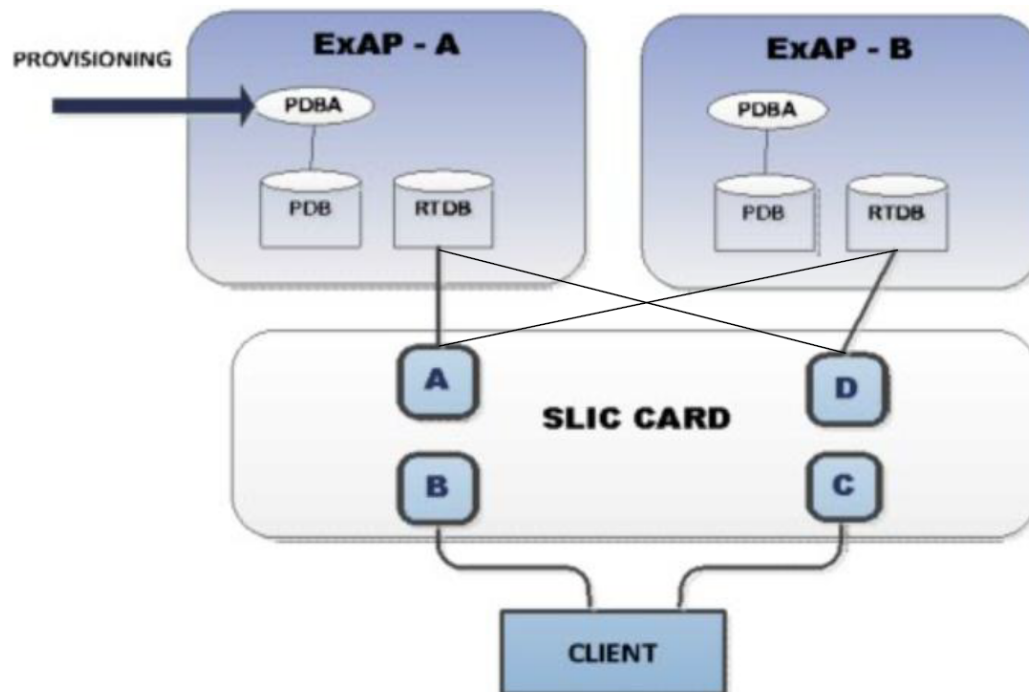 ExAP - A
ExAP - B
PROVISIONING
PDBA
PDBA
PDB
RTDB
PDB
RTDB
A
D
SLIC CARD
B
C
CLIENT